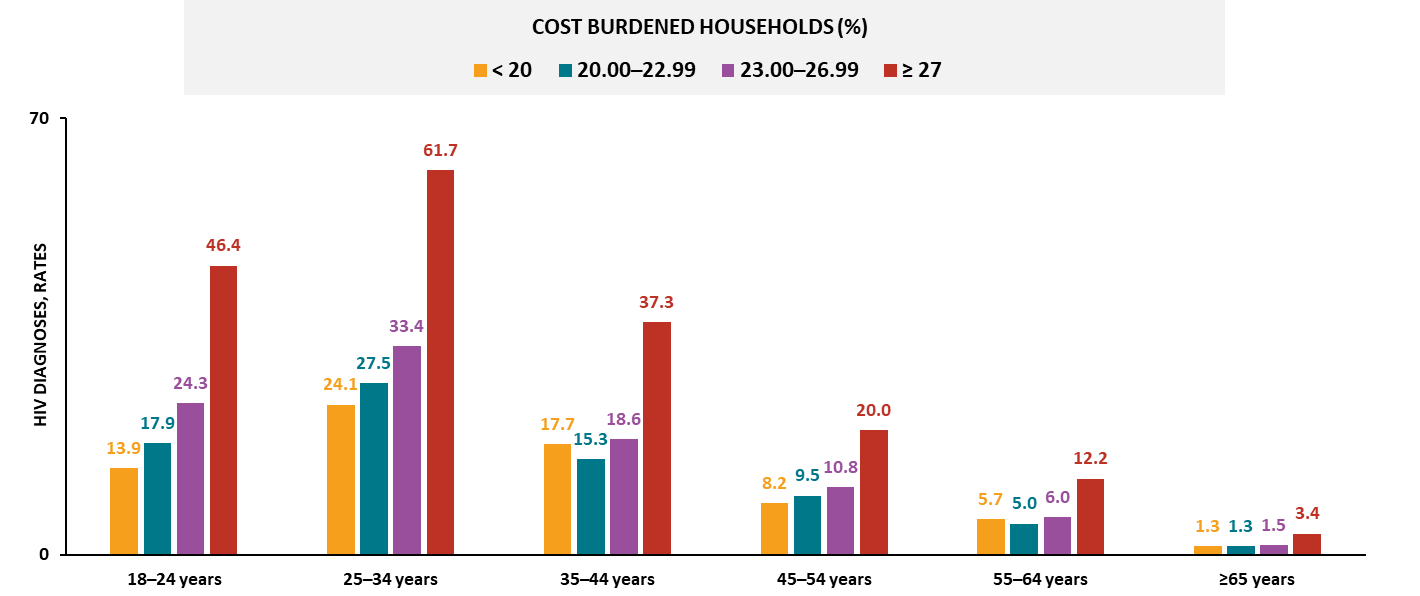 COST BURDENED HOUSEHOLDS (%)
< 20 20.00–22.99 23.00–26.99 ≥ 27
70
HIV DIAGNOSES, RATES
0
13.9 17.9 24.3 46.4
24.1 27.5 33.4 61.7
17.7 15.3 18.6 37.3
8.2 9.5 10.8 20.0
5.7 5.0 6.0 12.2
1.3 1.3 1.5 3.4
18–24 years 25–34 years 35–44 years 45–54 years 55–64 years ≥65 years